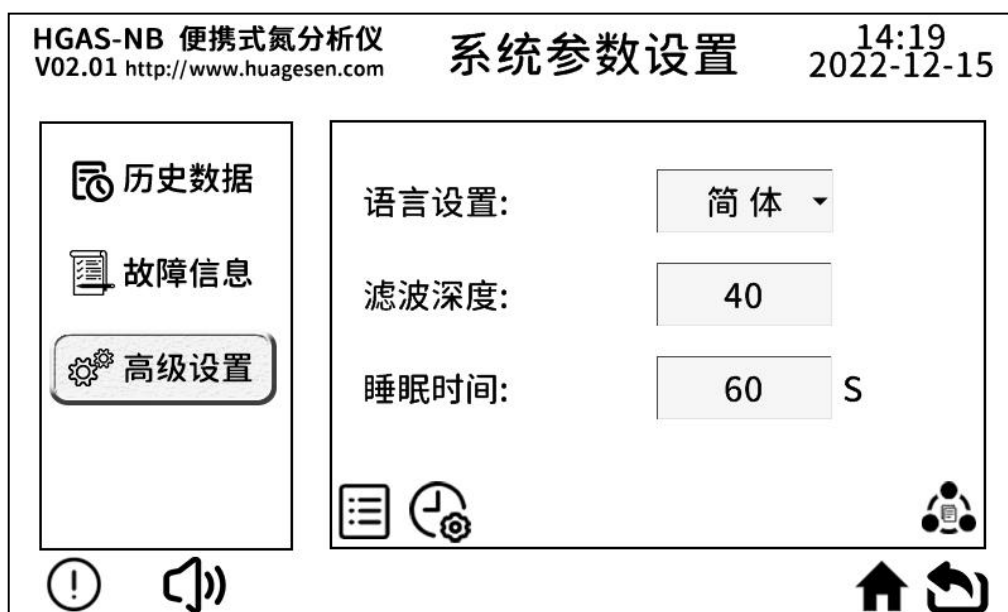 HGAS-NB 便携式氮分析仪
V02.01 http://www.huagesen.com
系统参数设置
14:19
2022-12-15
历史数据
故障信息
高级设置
语言设置: 简 体
滤波深度: 40
睡眠时间: 60 S